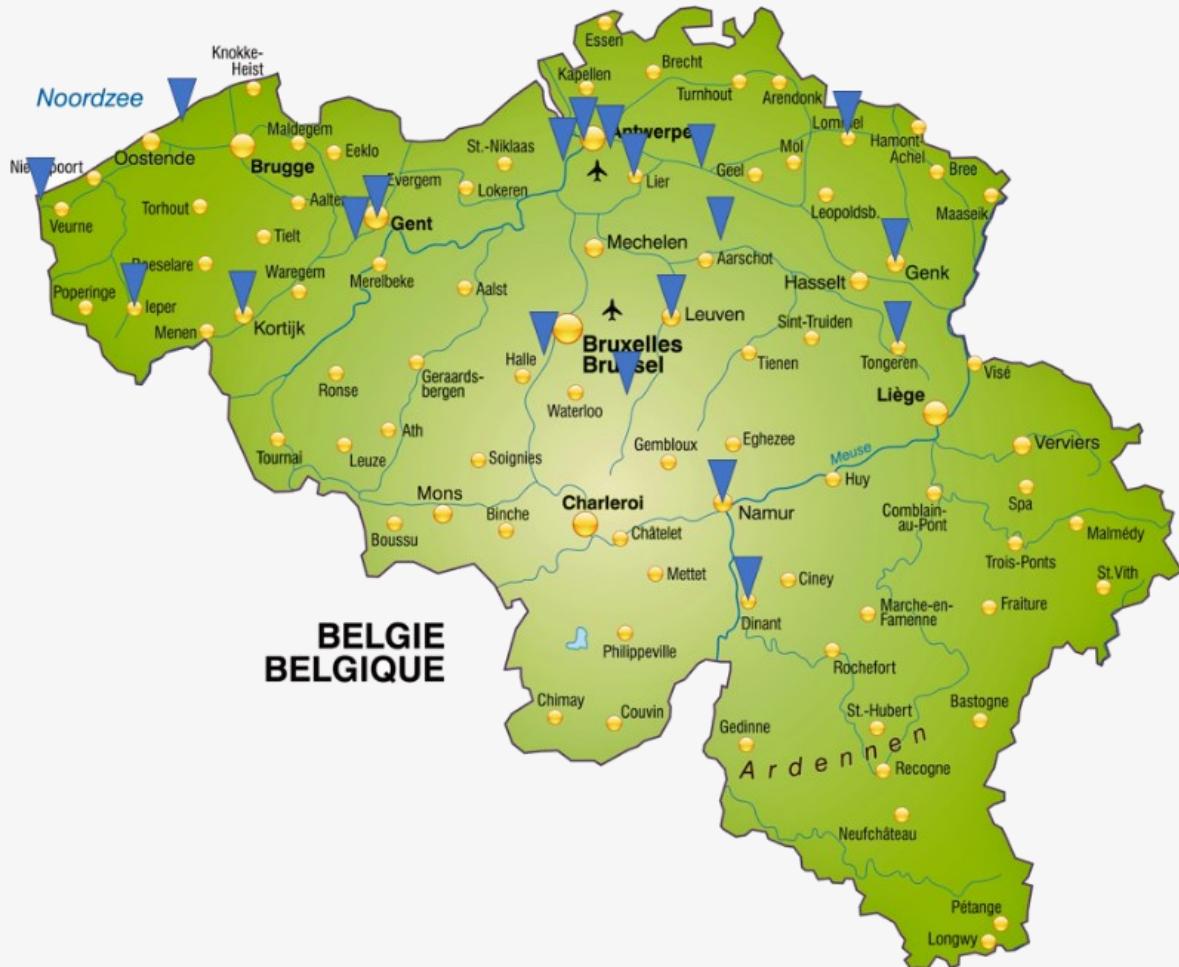 Essen
Knokke-
Heist
Kapellen
Brecht
Turnhout
Arendonk
Noordzee
Maldegem
Oostende
Brugge
Eeklo
St.-Niklaas
Mol
Hamont
Achel
Bree
Evergem
Lokeren
Lier
Geel
Veurne
Torhout
Gent
Leopoldsb.
Maaseik
Tielt
Mechelen
Aarschot
Genk
Waregem
Merelbeke
Hasselt
Poperinge
Ieper
Aalst
Menen
Kortijk
Leuven
Sint-Truiden
Bruxelles
Halle
Tienen
Tongeren
Visé
Ronse
Geraards-
bergen
Waterloo
Liège
Ath
Eghezee
Gembloux
Verviers
Tournai
Leuze
Soignies
Meuse
Huy
Spa
Mons
Charleroi
Namur
Comblain-
au-Pont
Binche
Boussu
Châtelet
Malmédy
Trois-Ponts
Mettet
Ciney
St.Vith
Dinant
Marche-en-
Famenne
Fraiture
BELGIE
BELGIQUE
Philippeville
Rochefort
Chimay
Couvin
St.-Hubert
Bastogne
Gedinne
Ardennen
Recogne
Neufchâteau
Pétange
Longwy